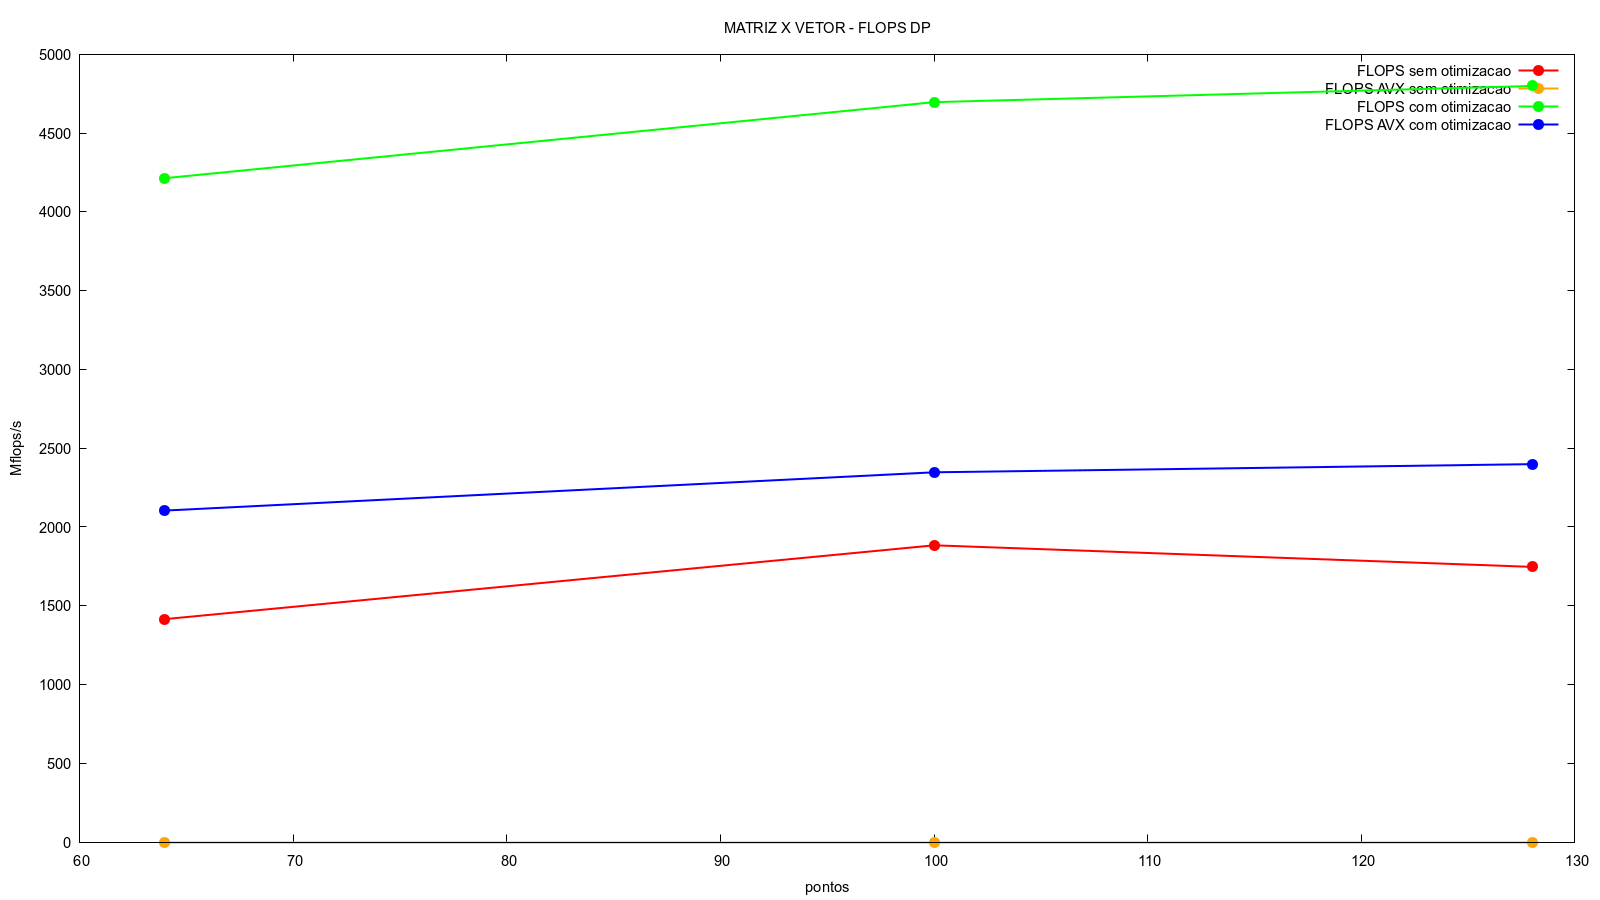 MATRIZ X VETOR - FLOPS DP
5000
4500
4000
3500
3000
2500
2000
1500
1000
500
0
Mflops/s
FLOPS sem otimizacao
FLOPS AVX sem otimizacao
FLOPS com otimizacao
FLOPS AVX com otimizacao
60 70 80 90 100 110 120 130
pontos